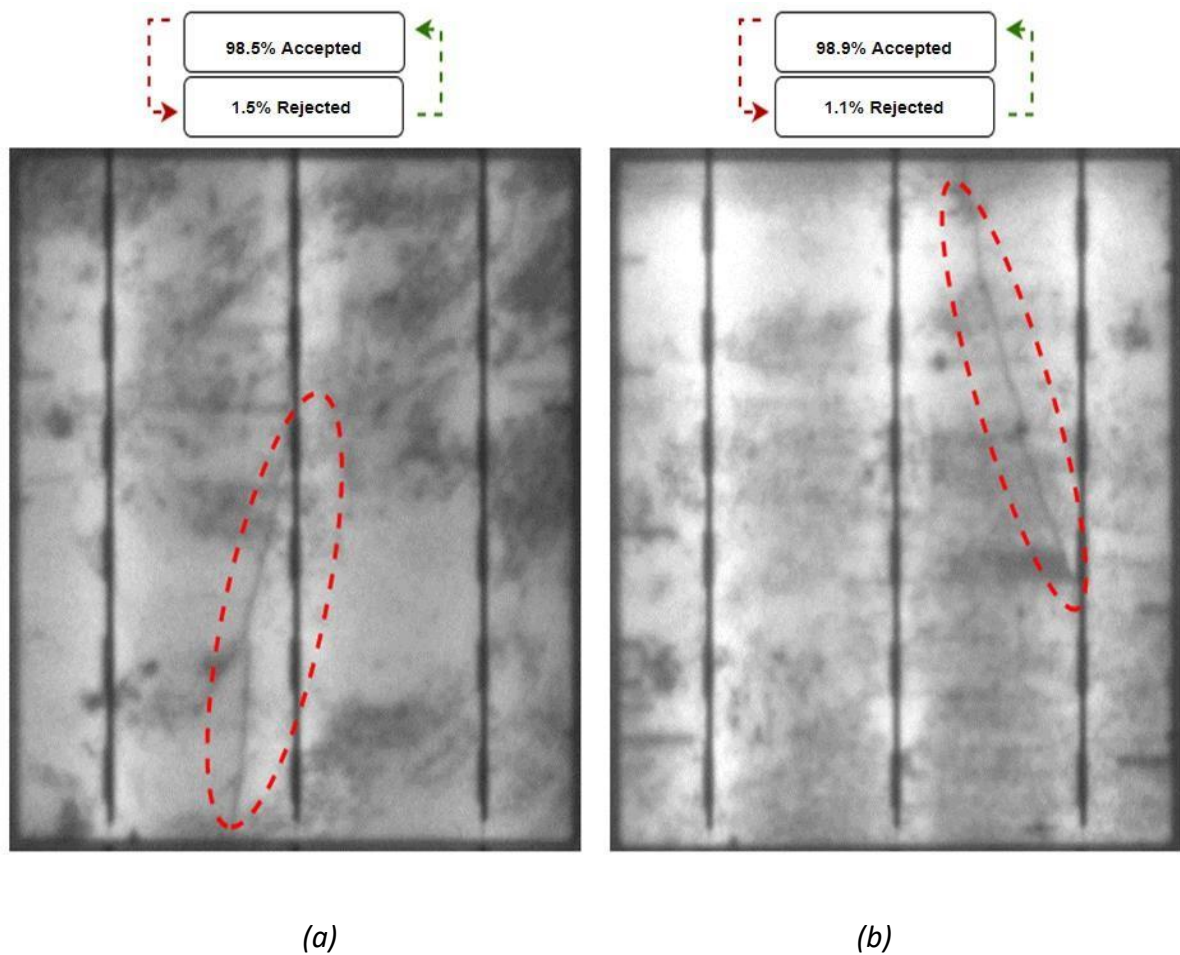 98.5% Accepted
1.5% Rejected
98.9% Accepted
1.1% Rejected
(a)
(b)